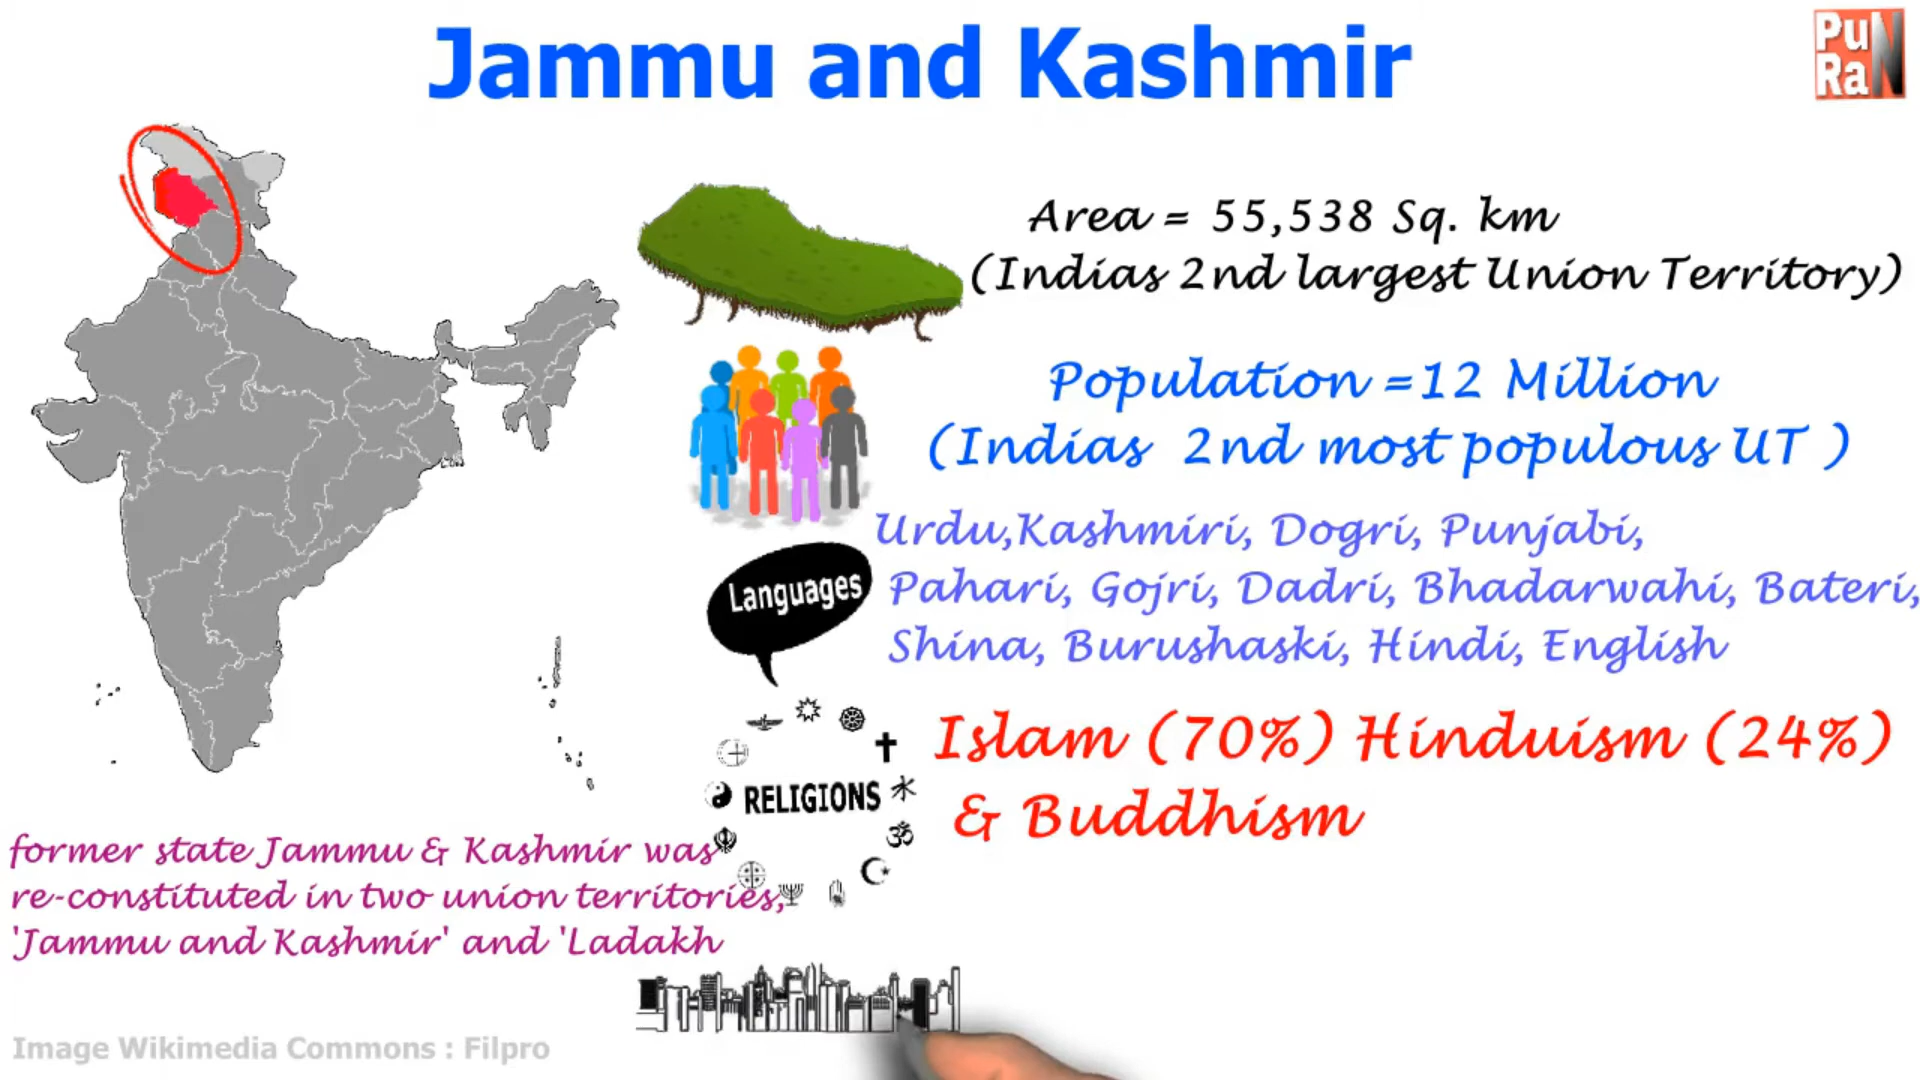 Jammu and Kashmir
PuN
Ra
Area = 55,538 Sq. km
(Indias 2nd largest Union Territory)
Population =12 Million
(Indias 2nd most populous UT )
Urdu,Kashmiri, Dogri, Punjabi,
Languages
Pahari, Gojri, Dadri, Bhadarwahi, Bateri,
Shina, Burushaski, Hindi, English
Islam (70%) Hinduism (24%)
RELIGIONS
& Buddhism
former state Jammu & Kashmir was
re-constituted in two union territories,
'Jammu and Kashmir' and 'Ladakh
Image Wikimedia Commons : Filpro